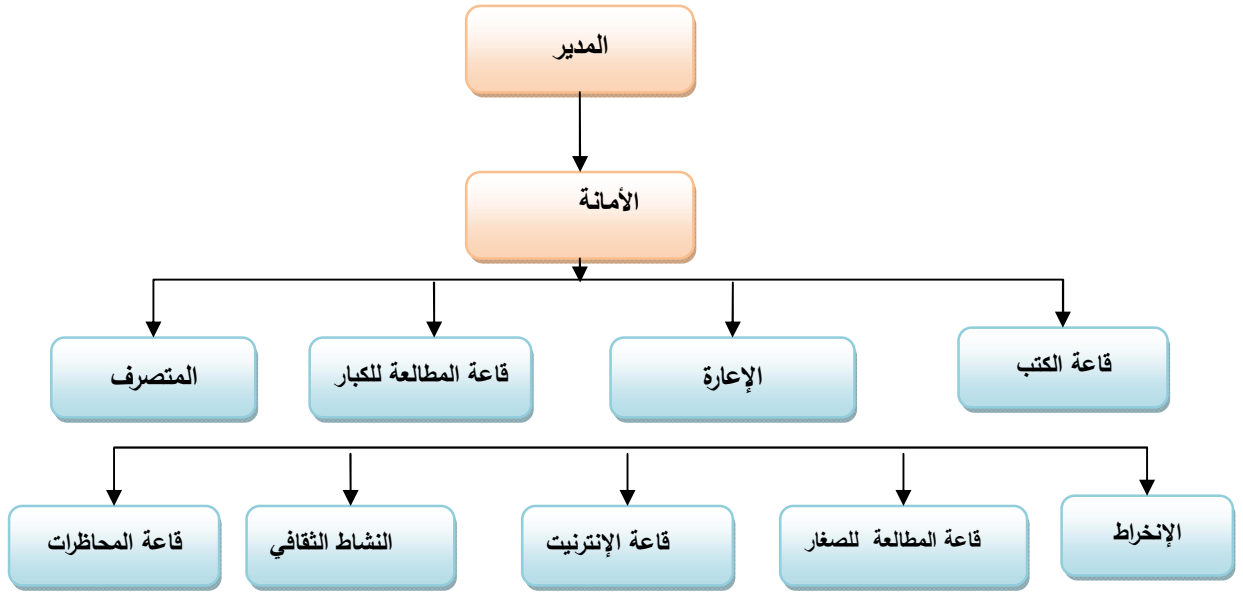 المدير
الأمانة
قاعة الكتب
الإعارة
قاعة المطالعة للكبار
المتصرف
الإنخراط
قاعة المطالعة للصغار
قاعة الإنترنيت
النشاط الثقافي
قاعة المحاظرات